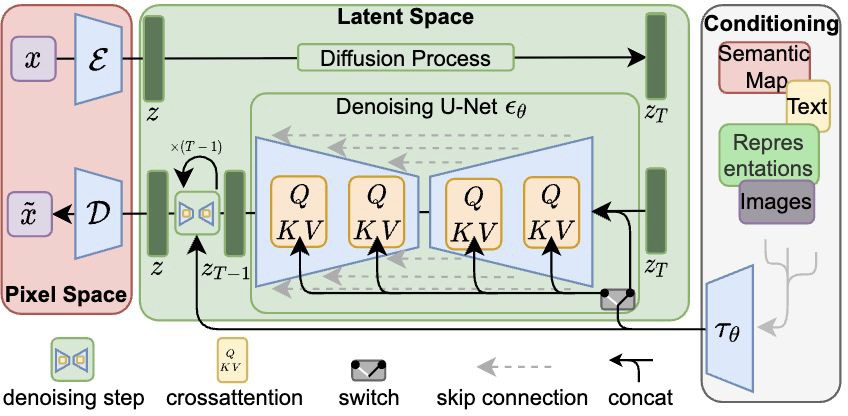 Latent Space
Conditioning
x
ℰ
z
Diffusion Process
z_T
Semantic
Map
Text
Repres
entations
Images
Denoising U-Net ϵ_θ
×(T−1)
x̃
𝒟
z
z_{T−1}
Q
KV
Q
KV
Q
KV
Q
KV
z_T
Pixel Space
τ_θ
Q
KV
denoising step
crossattention
switch
skip connection
concat